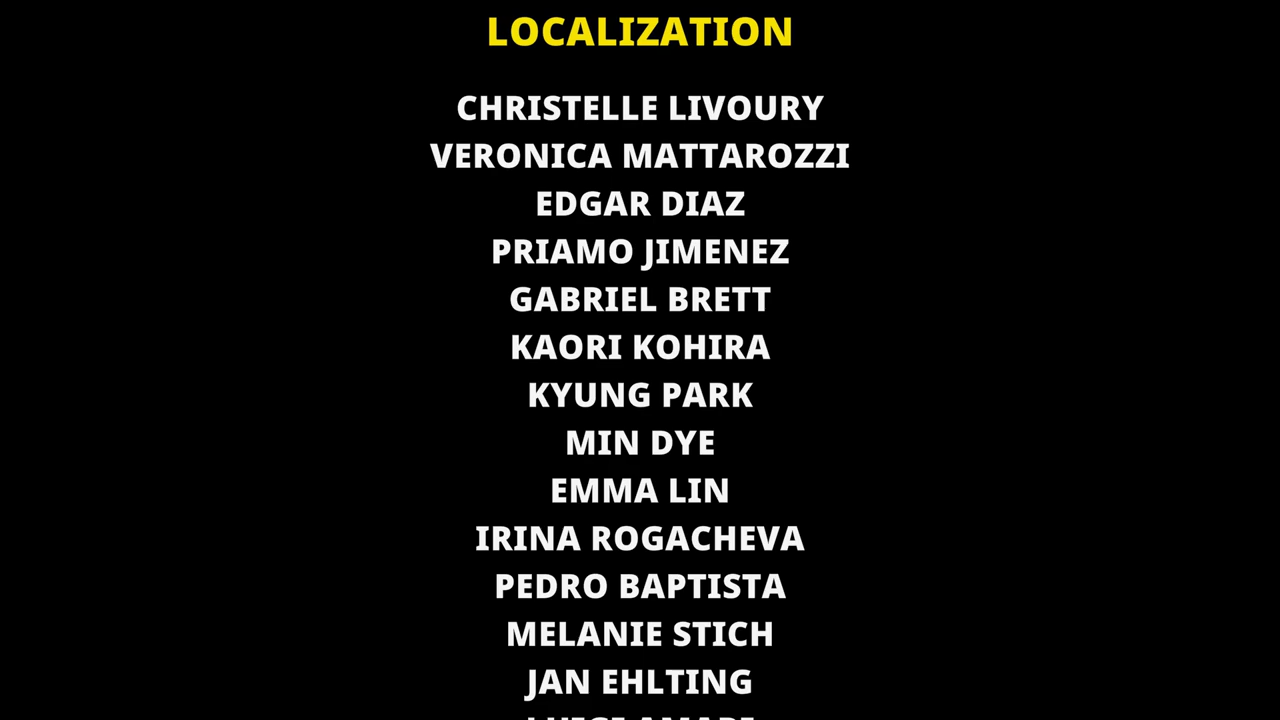 LOCALIZATION
CHRISTELLE LIVOURY
VERONICA MATTAROZZI
EDGAR DIAZ
PRIAMO JIMENEZ
GABRIEL BRETT
KAORI KOHIRA
KYUNG PARK
MIN DYE
EMMA LIN
IRINA ROGACHEVA
PEDRO BAPTISTA
MELANIE STICH
JAN EHLTING